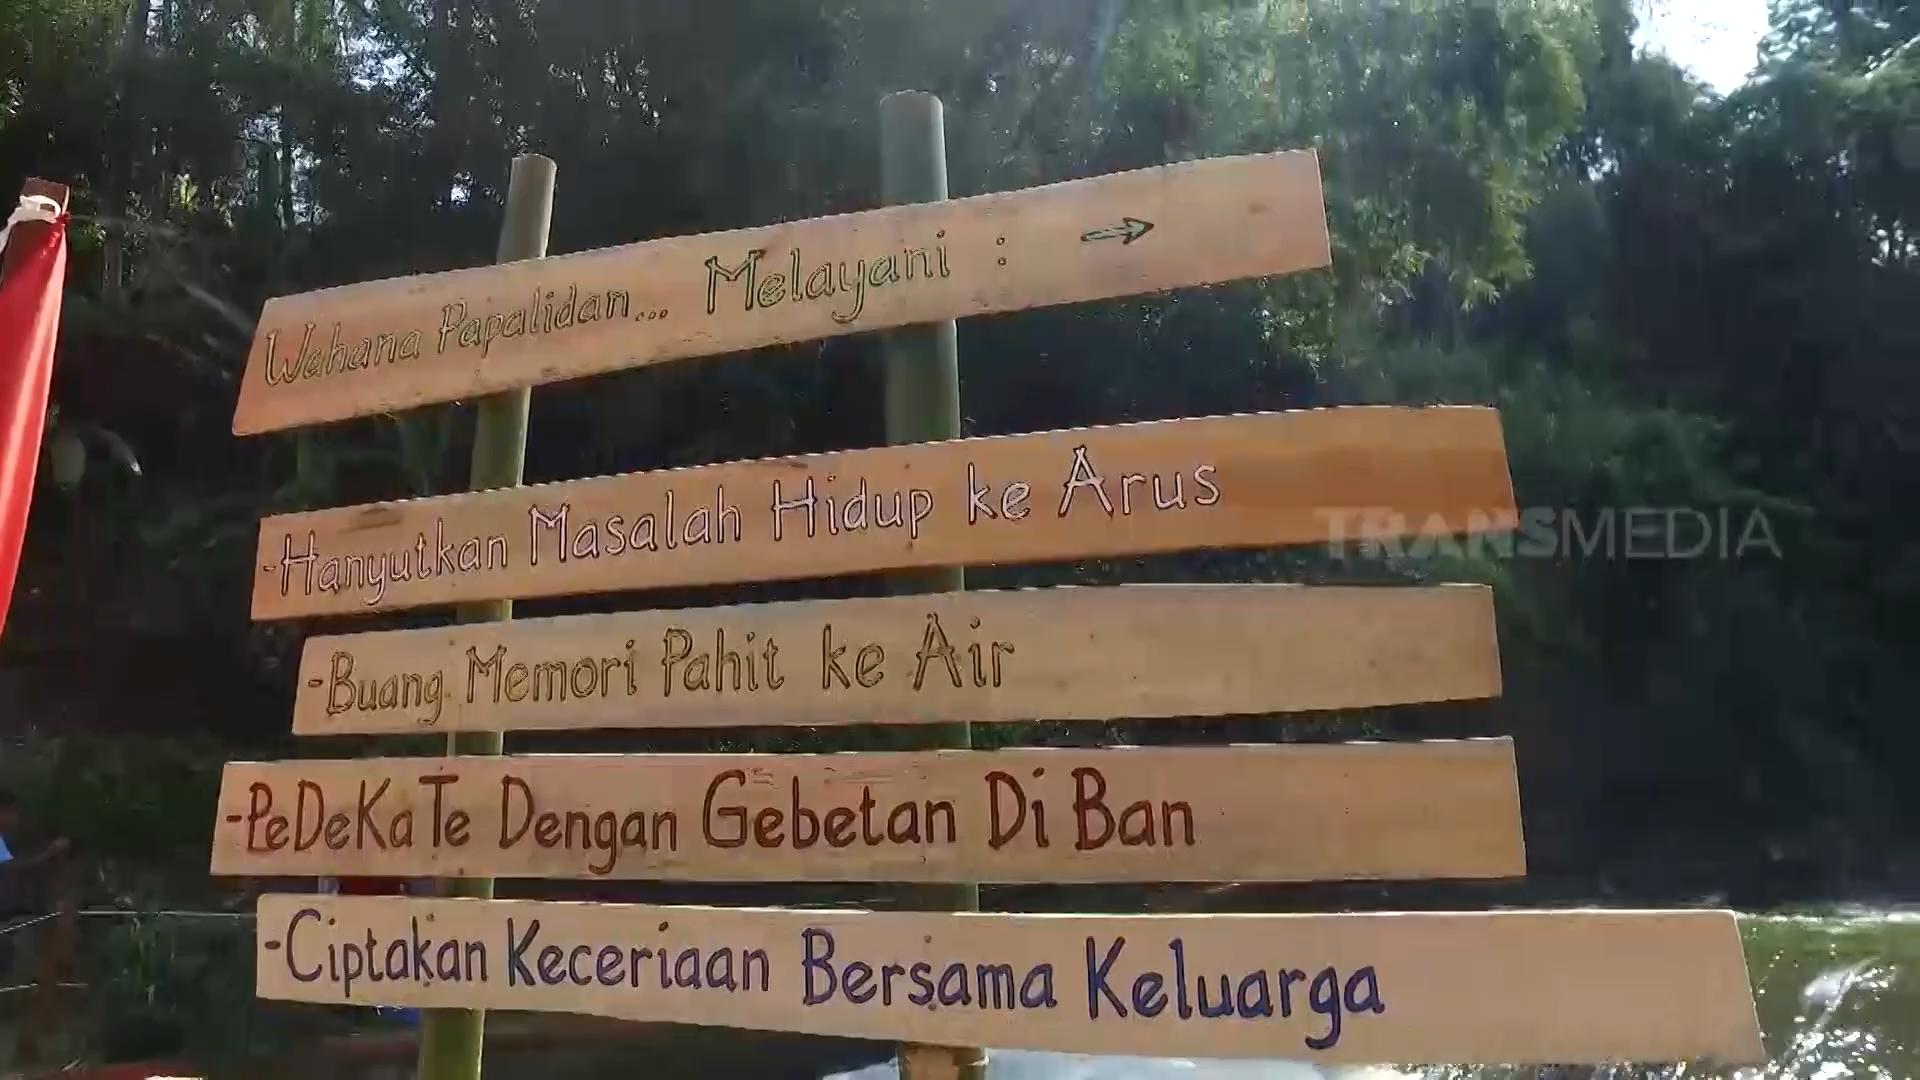 Wahana Papalidan... Melayani : →
-Hanyutkan Masalah Hidup ke Arus
TRANSMEDIA
-Buang Memori Pahit ke Air
-PeDeKaTe Dengan Gebetan Di Ban
-Ciptakan Keceriaan Bersama Keluarga